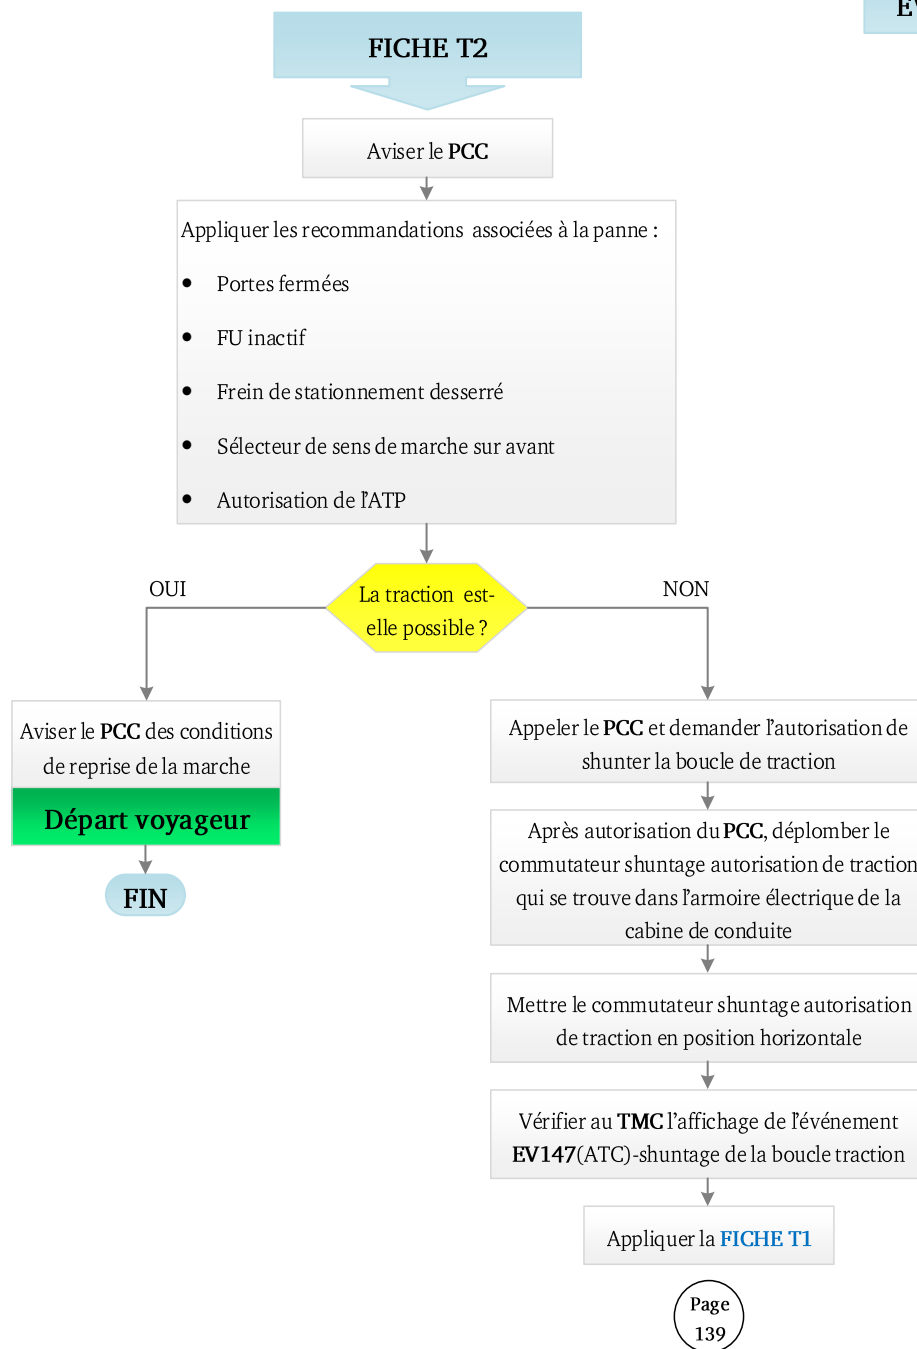 FICHE T2
Aviser le PCC
Appliquer les recommandations associées à la panne :
• Portes fermées
• FU inactif
• Frein de stationnement desserré
• Sélecteur de sens de marche sur avant
• Autorisation de l'ATP
La traction est-
elle possible ?
OUI
NON
Aviser le PCC des conditions
de reprise de la marche
Départ voyageur
FIN
Appeler le PCC et demander l'autorisation de
shunter la boucle de traction
Après autorisation du PCC, déplomber le
commutateur shuntage autorisation de traction
qui se trouve dans l'armoire électrique de la
cabine de conduite
Mettre le commutateur shuntage autorisation
de traction en position horizontale
Vérifier au TMC l'affichage de l'événement
EV147(ATC)-shuntage de la boucle traction
Appliquer la FICHE T1
Page
139